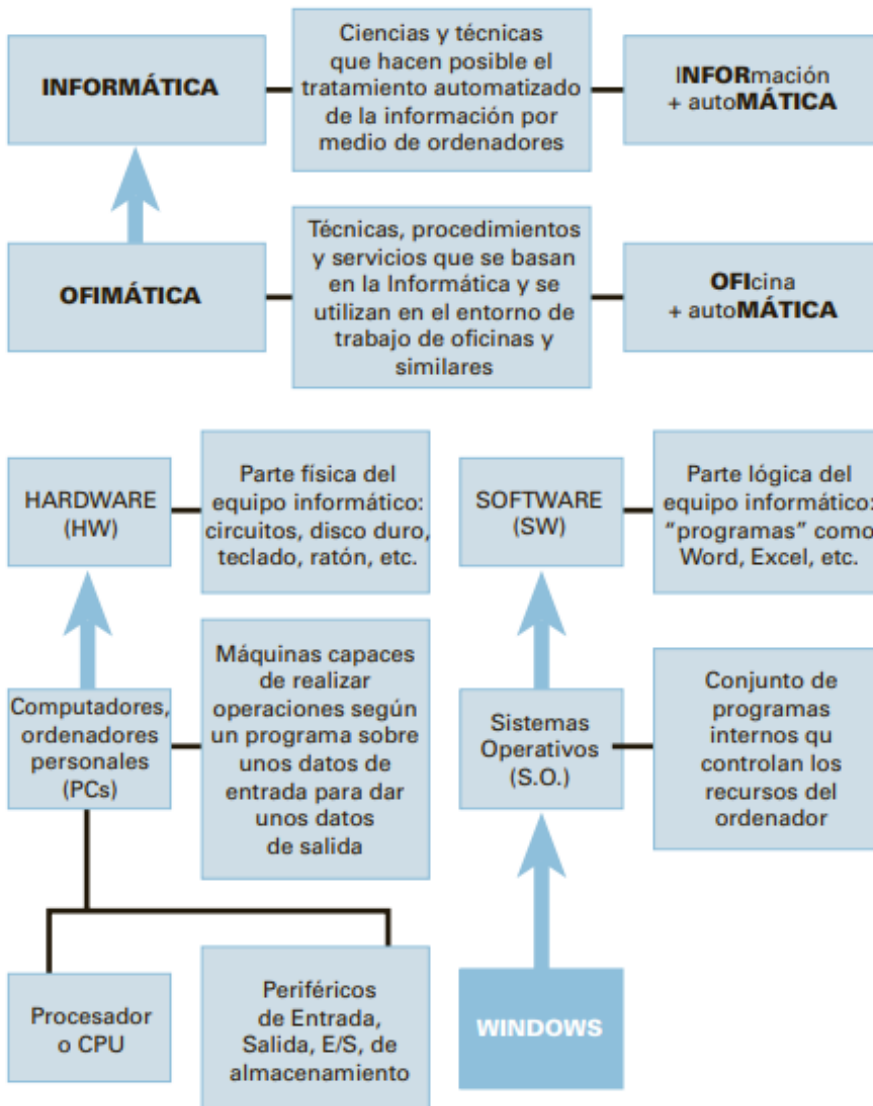 INFORMÁTICA
Ciencias y técnicas
que hacen posible el
tratamiento automatizado
de la información por
medio de ordenadores
INFORmación
+ autoMÁTICA
OFIMÁTICA
Técnicas, procedimientos
y servicios que se basan
en la Informática y se
utilizan en el entorno de
trabajo de oficinas y
similares
OFIcina
+ autoMÁTICA
HARDWARE
(HW)
Parte física del
equipo informático:
circuitos, disco duro,
teclado, ratón, etc.
SOFTWARE
(SW)
Parte lógica del
equipo informático:
“programas” como
Word, Excel, etc.
Computadores,
ordenadores
personales
(PCs)
Máquinas capaces
de realizar
operaciones según
un programa sobre
unos datos de
entrada para dar
unos datos
de salida
Sistemas
Operativos
(S.O.)
Conjunto de
programas
internos qu
controlan los
recursos del
ordenador
Procesador
o CPU
Periféricos
de Entrada,
Salida, E/S, de
almacenamiento
WINDOWS